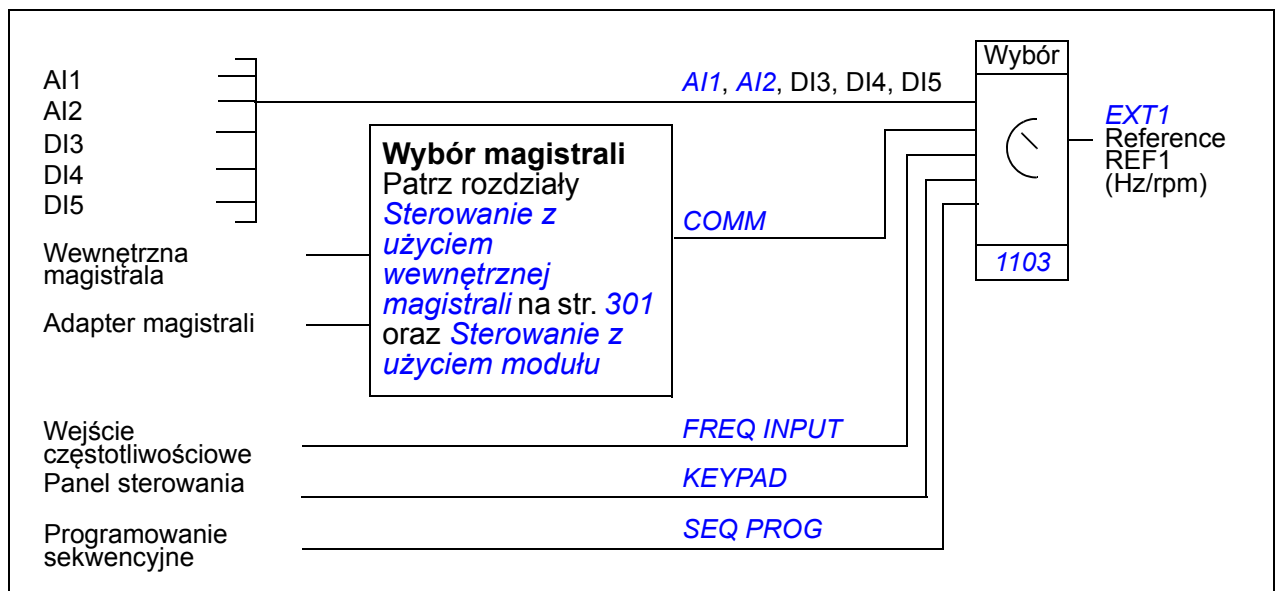 Wybór
AI1
AI2
DI3
DI4
DI5
AI1, AI2, DI3, DI4, DI5
EXT1
Reference
REF1
(Hz/rpm)
Wybór magistrali
Patrz rozdziały
Sterowanie z
użyciem
wewnętrznej
magistrali na str. 301
oraz Sterowanie z
użyciem modułu
COMM
1103
Wewnętrzna
magistrala
Adapter magistrali
Wejście
częstotliwościowe
FREQ INPUT
Panel sterowania
KEYPAD
Programowanie
sekwencyjne
SEQ PROG